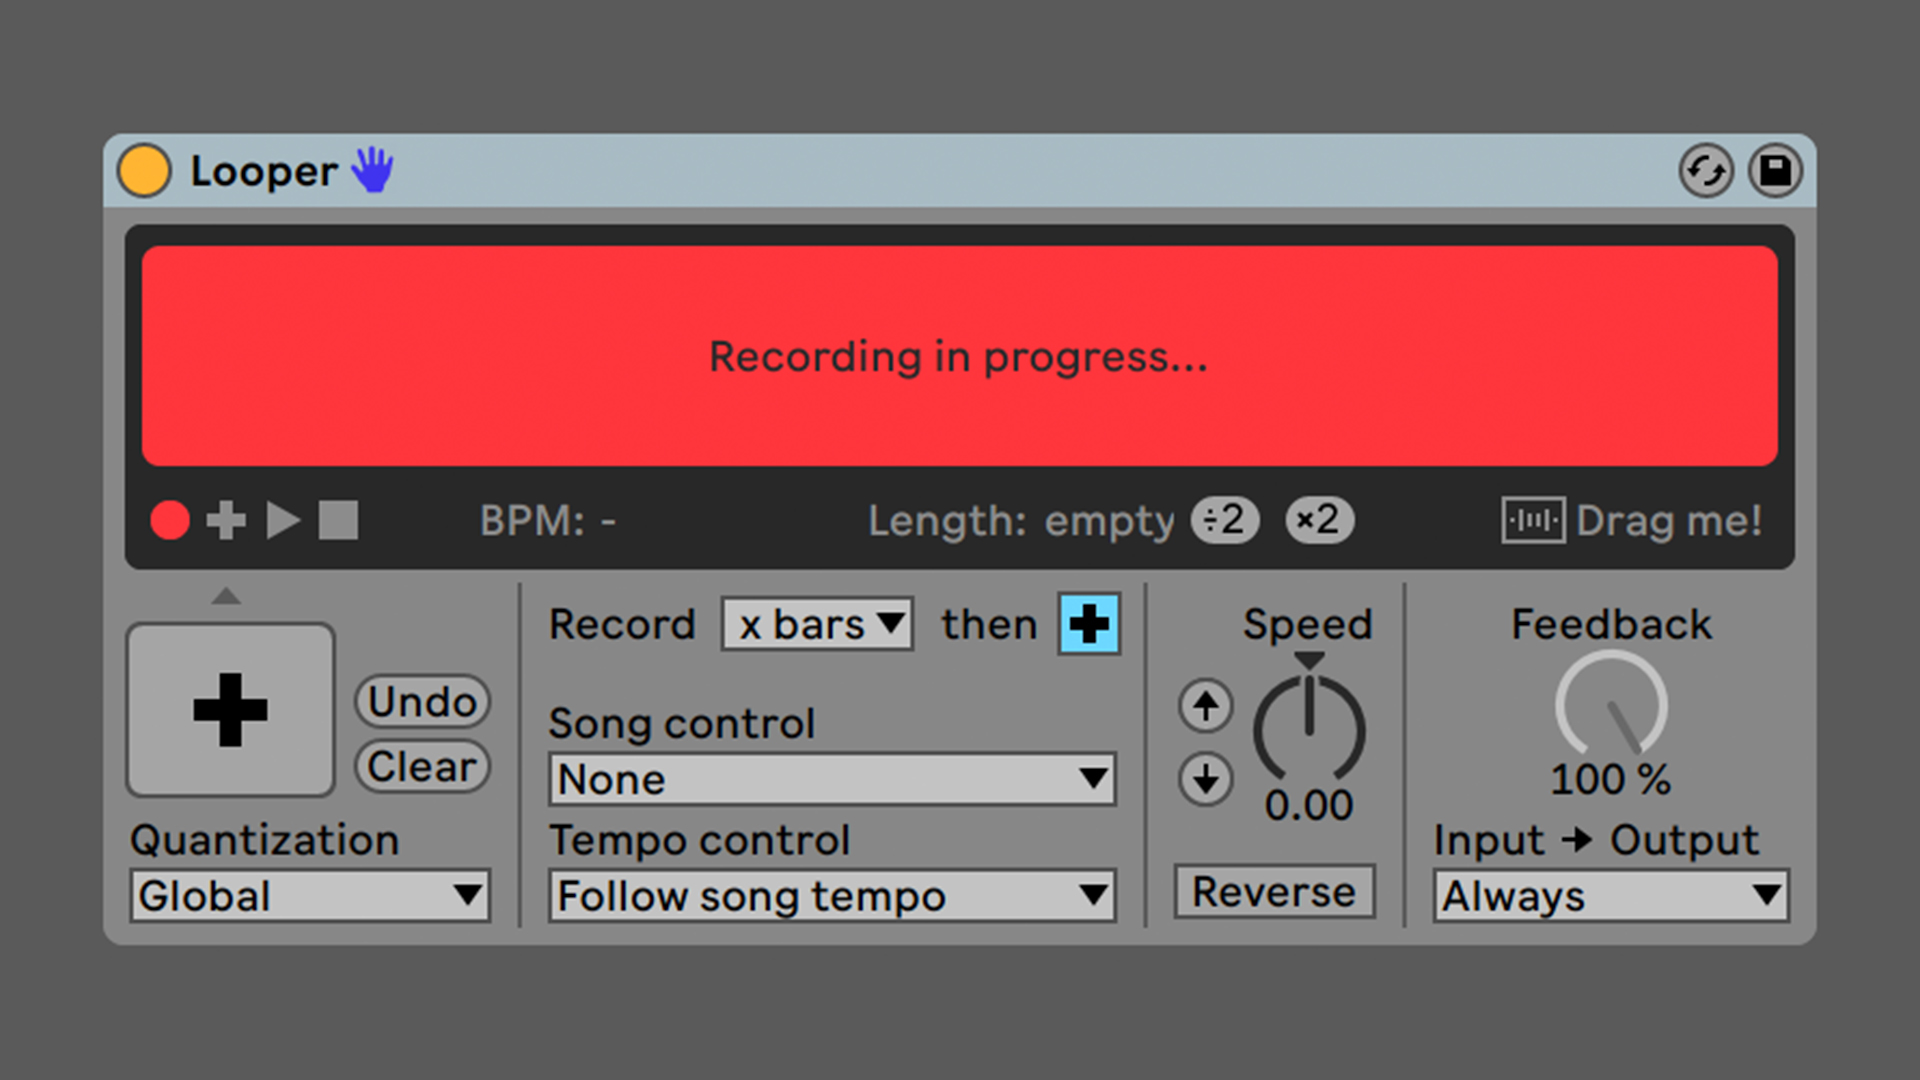 Looper
Recording in progress...
BPM: -
Length: empty ÷2 ×2
Drag me!
Undo
Clear
Quantization
Global
Record x bars then
Song control
None
Tempo control
Follow song tempo
Speed
0.00
Reverse
Feedback
100 %
Input → Output
Always